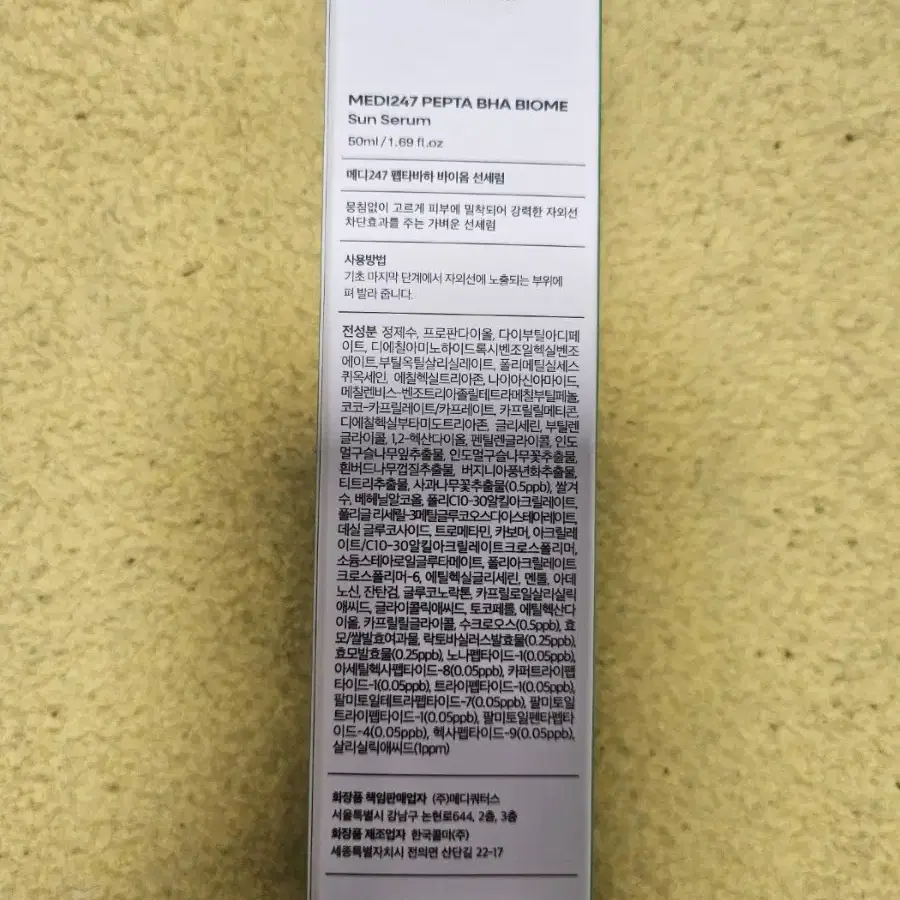 MEDI247 PEPTA BHA BIOME
Sun Serum
50ml/1.69 fl.oz
메디247 펩타바하 바이옴 선세럼
뭉침없이 고르게 피부에 밀착되어 강력한 자외선
차단효과를 주는 가벼운 선세럼
사용방법
기초 마지막 단계에서 자외선에 노출되는 부위에
펴 발라 줍니다.
전성분 정제수, 프로판다이올, 다이부틸아디페
이트, 디에칠아미노하이드록시벤조일헥실벤조
에이트, 부틸옥틸살리실레이트, 폴리메틸실세스
퀴옥세인, 에칠헥실트리아존, 나이아신아마이드,
메칠렌비스-벤조트리아졸릴테트라메칠부틸페놀,
코코-카프릴레이트/카프레이트, 카프릴릴메티콘,
디에칠헥실부타미도트리아존, 글리세린, 부틸렌
글라이콜, 1,2-헥산다이올, 펜틸렌글라이콜, 인도
멀구슬나무잎추출물, 인도멀구슬나무꽃추출물,
흰버드나무껍질추출물, 버지니아풍년화추출물,
티트리추출물, 사과나무꽃추출물(0.5ppb), 쌀겨
수, 베헤닐알코올, 폴리C10-30알킬아크릴레이트,
폴리글리세릴-3메틸글루코오스다이스테아레이트,
데실 글루코사이드, 트로메타민, 카보머, 아크릴레
이트/C10-30알킬아크릴레이트크로스폴리머,
소듐스테아로일글루타메이트, 폴리아크릴레이트
크로스폴리머-6, 에틸헥실글리세린, 멘톨, 아데
노신, 잔탄검, 글루코노락톤, 카프릴로일살리실릭
애씨드, 글라이콜릭애씨드, 토코페롤, 에틸헥산다
이올, 카프릴릴글라이콜, 수크로오스(0.5ppb), 효
모/쌀발효여과물, 락토바실러스발효물(0.25ppb),
효모발효물(0.25ppb), 노나펩타이드-1(0.05ppb),
아세틸헥사펩타이드-8(0.05ppb), 카퍼트라이펩
타이드-1(0.05ppb), 트라이펩타이드-1(0.05ppb),
팔미토일테트라펩타이드-7(0.05ppb), 팔미토일
트라이펩타이드-1(0.05ppb), 팔미토일펜타펩타
이드-4(0.05ppb), 헥사펩타이드-9(0.05ppb),
살리실릭애씨드(1ppm)
화장품 책임판매업자 (주)메디쿼터스
서울특별시 강남구 논현로644, 2층, 3층
화장품 제조업자 한국콜마(주)
세종특별자치시 전의면 산단길 22-17